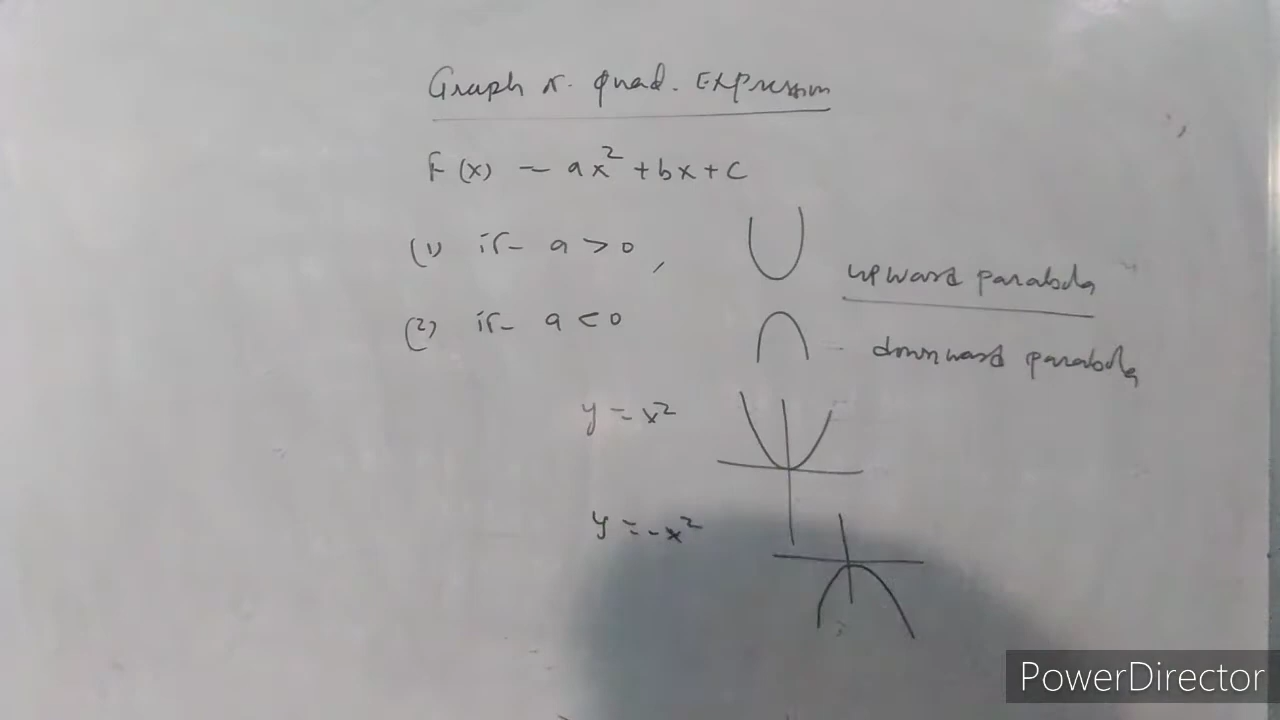 Graph of Quad. Expression
F(x) = ax² + bx + c
(1) if a > 0, upward parabola
(2) if a < 0 - downward parabola
y = x²
y = -x²
PowerDirector